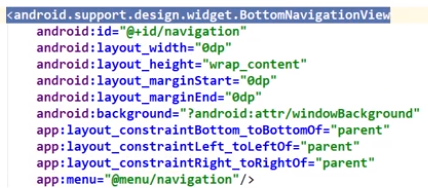 <android.support.design.widget.BottomNavigationView
android:id="@+id/navigation"
android:layout_width="0dp"
android:layout_height="wrap_content"
android:layout_marginStart="0dp"
android:layout_marginEnd="0dp"
android:background="?android:attr/windowBackground"
app:layout_constraintBottom_toBottomOf="parent"
app:layout_constraintLeft_toLeftOf="parent"
app:layout_constraintRight_toRightOf="parent"
app:menu="@menu/navigation"/>